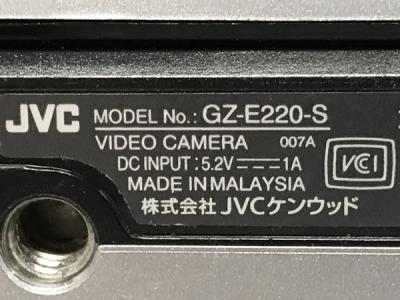 JVC MODEL No.: GZ-E220-S
VIDEO CAMERA 007A
DC INPUT : 5.2V⎓1A
MADE IN MALAYSIA
株式会社 JVCケンウッド
VCI